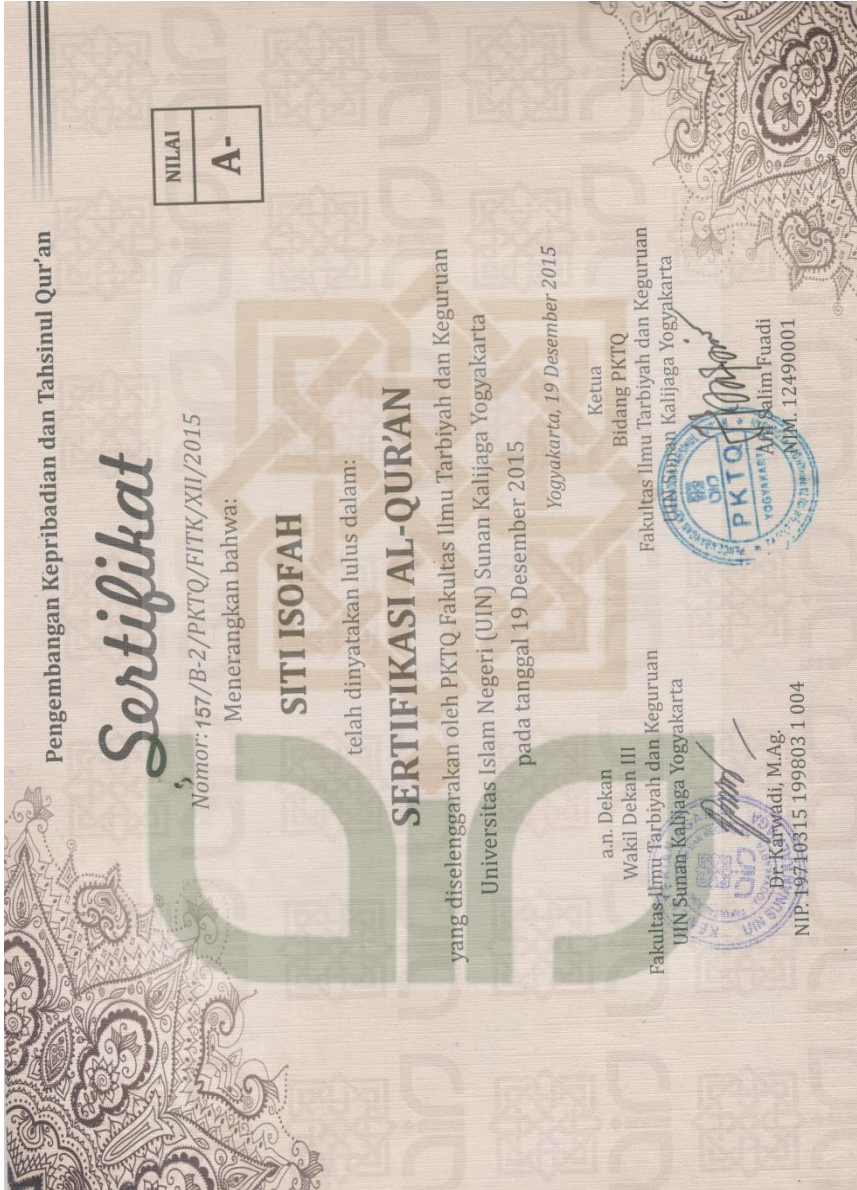 Pengembangan Kepribadian dan Tahsinul Qur'an
NILAI
A-
Sertifikat
Nomor: 157/B-2/PKTQ/FITK/XII/2015
Menerangkan bahwa:
SITI ISOFAH
telah dinyatakan lulus dalam:
SERTIFIKASI AL-QUR'AN
yang diselenggarakan oleh PKTQ Fakultas Ilmu Tarbiyah dan Keguruan
Universitas Islam Negeri (UIN) Sunan Kalijaga Yogyakarta
pada tanggal 19 Desember 2015
Yogyakarta, 19 Desember 2015
a.n. Dekan
Wakil Dekan III
Fakultas Ilmu Tarbiyah dan Keguruan
UIN Sunan Kalijaga Yogyakarta
Dr. Karwadi, M.Ag.
NIP. 19710315 199803 1 004
Ketua
Bidang PKTQ
Fakultas Ilmu Tarbiyah dan Keguruan
UIN Sunan Kalijaga Yogyakarta
PKTQ
YOGYAKARTA
Salim Fuadi
NIM. 12490001